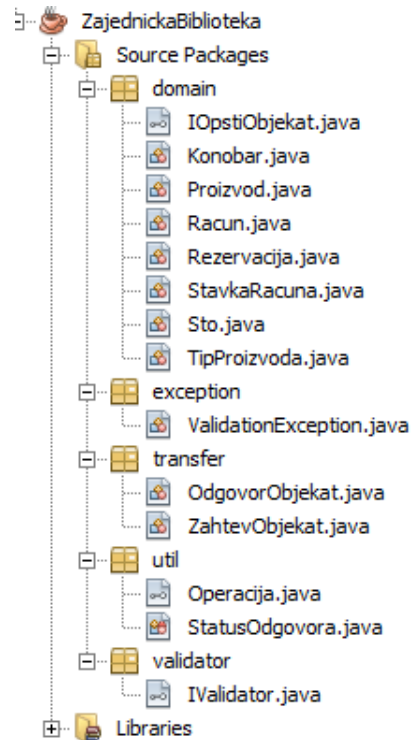 ZajednickaBiblioteka
Source Packages
domain
IOpstiObjekat.java
Konobar.java
Proizvod.java
Racun.java
Rezervacija.java
StavkaRacuna.java
Sto.java
TipProizvoda.java
exception
ValidationException.java
transfer
OdgovorObjekat.java
ZahtevObjekat.java
util
Operacija.java
StatusOdgovora.java
validator
IValidator.java
Libraries